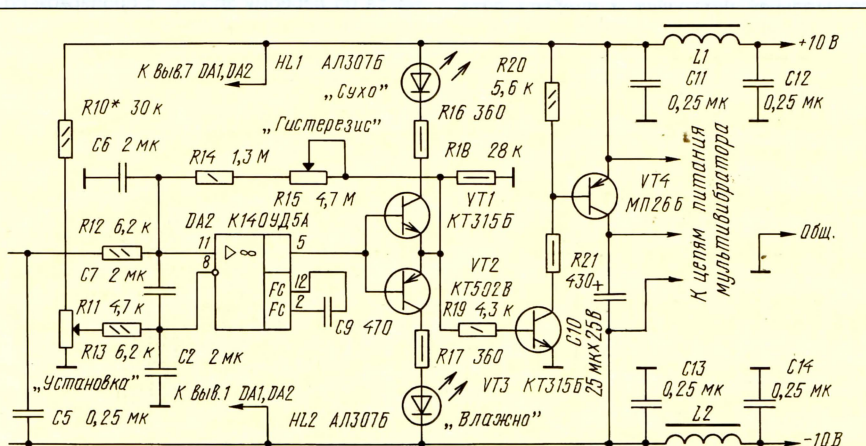 +10 В
К выв.7 DA1, DA2
HL1 АЛ307Б
„Сухо”
R20
5,6 к
L1
C11
0,25 мк
C12
0,25 мк
R10* 30 к
R16 360
„Гистерезис”
C6 2 мк
R14 1,3 М
R15 4,7 М
R18 28 к
VT1
КТ315Б
VT4
МП26Б
К цепям питания
мультивибратора
Общ.
R12 6,2 к
DA2 К140УД5А
11
8
▷ ∞
5
FC
FC
12
2
C7 2 мк
C9 470
VT2
КТ502В
R21
430
+
R11 4,7 к
R13 6,2 к
R19 4,3 к
C10
25 мк × 25В
„Установка”
C2 2 мк
R17 360
VT3 КТ315Б
C13
0,25 мк
C14
0,25 мк
К выв.1 DA1, DA2
C5 0,25 мк
HL2 АЛ307Б
„Влажно”
L2
-10 В